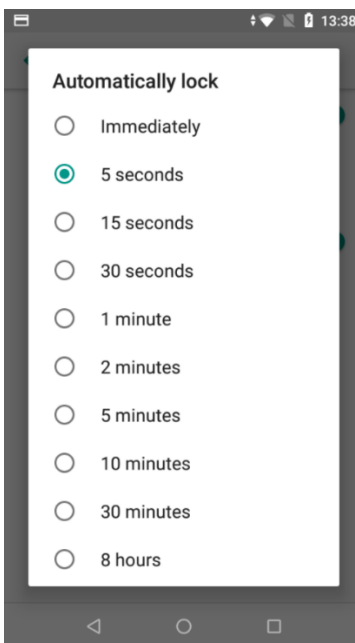 13:38
Automatically lock
Immediately
5 seconds
15 seconds
30 seconds
1 minute
2 minutes
5 minutes
10 minutes
30 minutes
8 hours